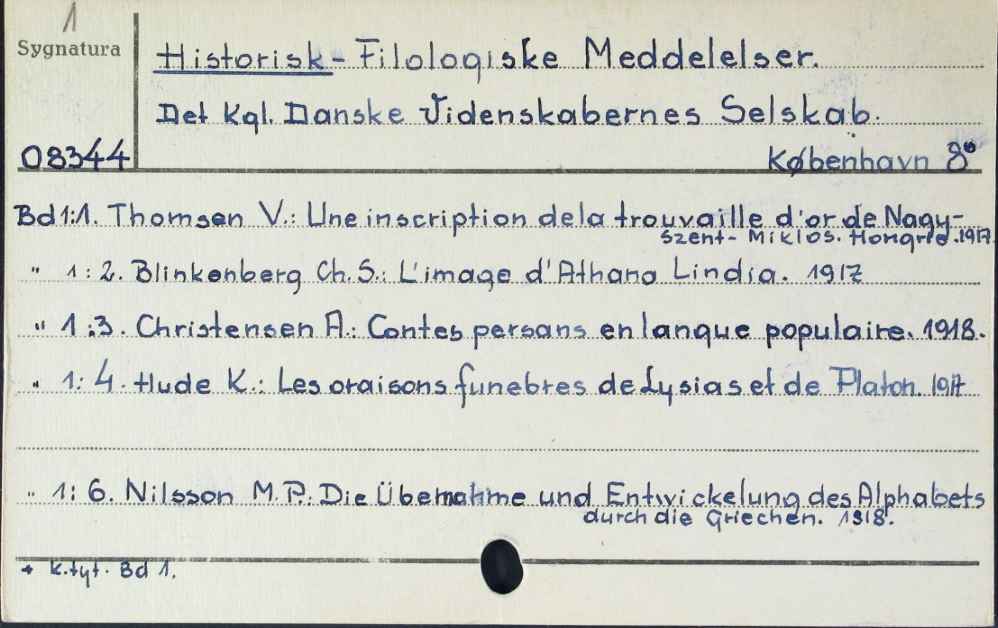 1
Sygnatura
Historisk-Filologiske Meddelelser.
Det Kgl. Danske Videnskabernes Selskab.
08344
København 8°
Bd 1:1. Thomsen V.: Une inscription de la trouvaille d'or de Nagy-
Szent-Miklos. Hongrie. 1917
" 1:2. Blinkenberg Ch. S.: L'image d'Athana Lindia. 1917
" 1:3. Christensen A.: Contes persans en langue populaire. 1918.
" 1:4. Hude K.: Les oraisons funebres de Lysias et de Platon. 1917
" 1:6. Nilsson M.P.: Die Übernahme und Entwickelung des Alphabets
durch die Griechen. 1918.
+ k.tyt. Bd 1.